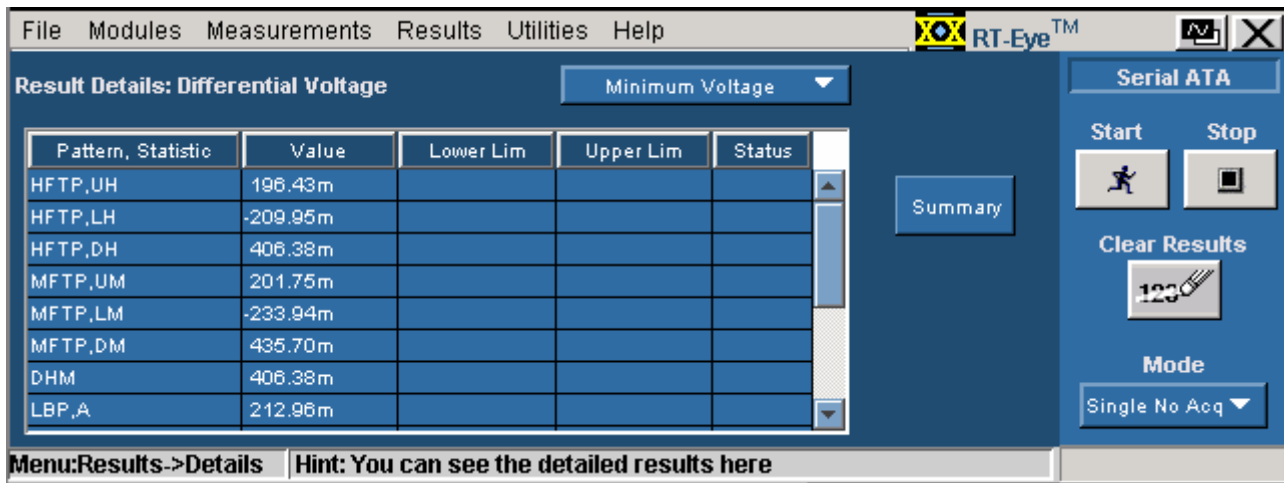 File Modules Measurements Results Utilities Help RT-Eye™
Result Details: Differential Voltage Minimum Voltage
Serial ATA
Pattern, Statistic Value Lower Lim Upper Lim Status
HFTP,UH 196.43m
HFTP,LH -209.95m
HFTP,DH 406.38m
MFTP,UM 201.75m
MFTP,LM -233.94m
MFTP,DM 435.70m
DHM 406.38m
LBP,A 212.96m
Summary
Start Stop
Clear Results
123
Mode
Single No Acq
Menu:Results->Details Hint: You can see the detailed results here